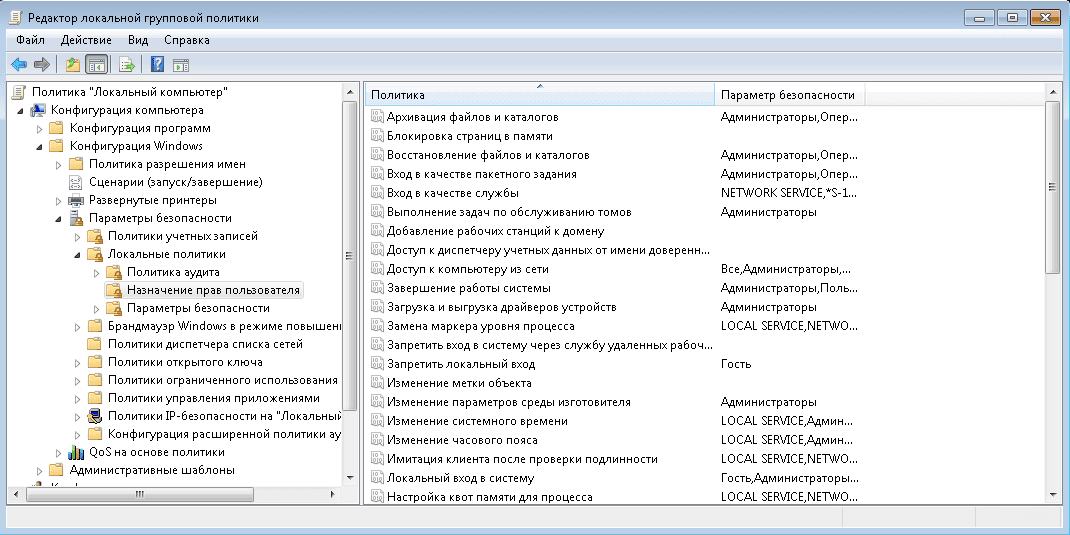 Редактор локальной групповой политики
Файл Действие Вид Справка
Политика "Локальный компьютер"
Конфигурация компьютера
Конфигурация программ
Конфигурация Windows
Политика разрешения имен
Сценарии (запуск/завершение)
Развернутые принтеры
Параметры безопасности
Политики учетных записей
Локальные политики
Политика аудита
Назначение прав пользователя
Параметры безопасности
Брандмауэр Windows в режиме повышен
Политики диспетчера списка сетей
Политики открытого ключа
Политики ограниченного использования
Политики управления приложениями
Политики IP-безопасности на "Локальный
Конфигурация расширенной политики ау
QoS на основе политики
Административные шаблоны
Политика Параметр безопасности
Архивация файлов и каталогов Администраторы,Опер...
Блокировка страниц в памяти
Восстановление файлов и каталогов Администраторы,Опер...
Вход в качестве пакетного задания Администраторы,Опер...
Вход в качестве службы NETWORK SERVICE,*S-1...
Выполнение задач по обслуживанию томов Администраторы
Добавление рабочих станций к домену
Доступ к диспетчеру учетных данных от имени доверенн...
Доступ к компьютеру из сети Все,Администраторы,...
Завершение работы системы Администраторы,Поль...
Загрузка и выгрузка драйверов устройств Администраторы
Замена маркера уровня процесса LOCAL SERVICE,NETWO...
Запретить вход в систему через службу удаленных рабоч...
Запретить локальный вход Гость
Изменение метки объекта
Изменение параметров среды изготовителя Администраторы
Изменение системного времени LOCAL SERVICE,Админ...
Изменение часового пояса LOCAL SERVICE,Админ...
Имитация клиента после проверки подлинности LOCAL SERVICE,NETWO...
Локальный вход в систему Гость,Администраторы...
Настройка квот памяти для процесса LOCAL SERVICE,NETWO...